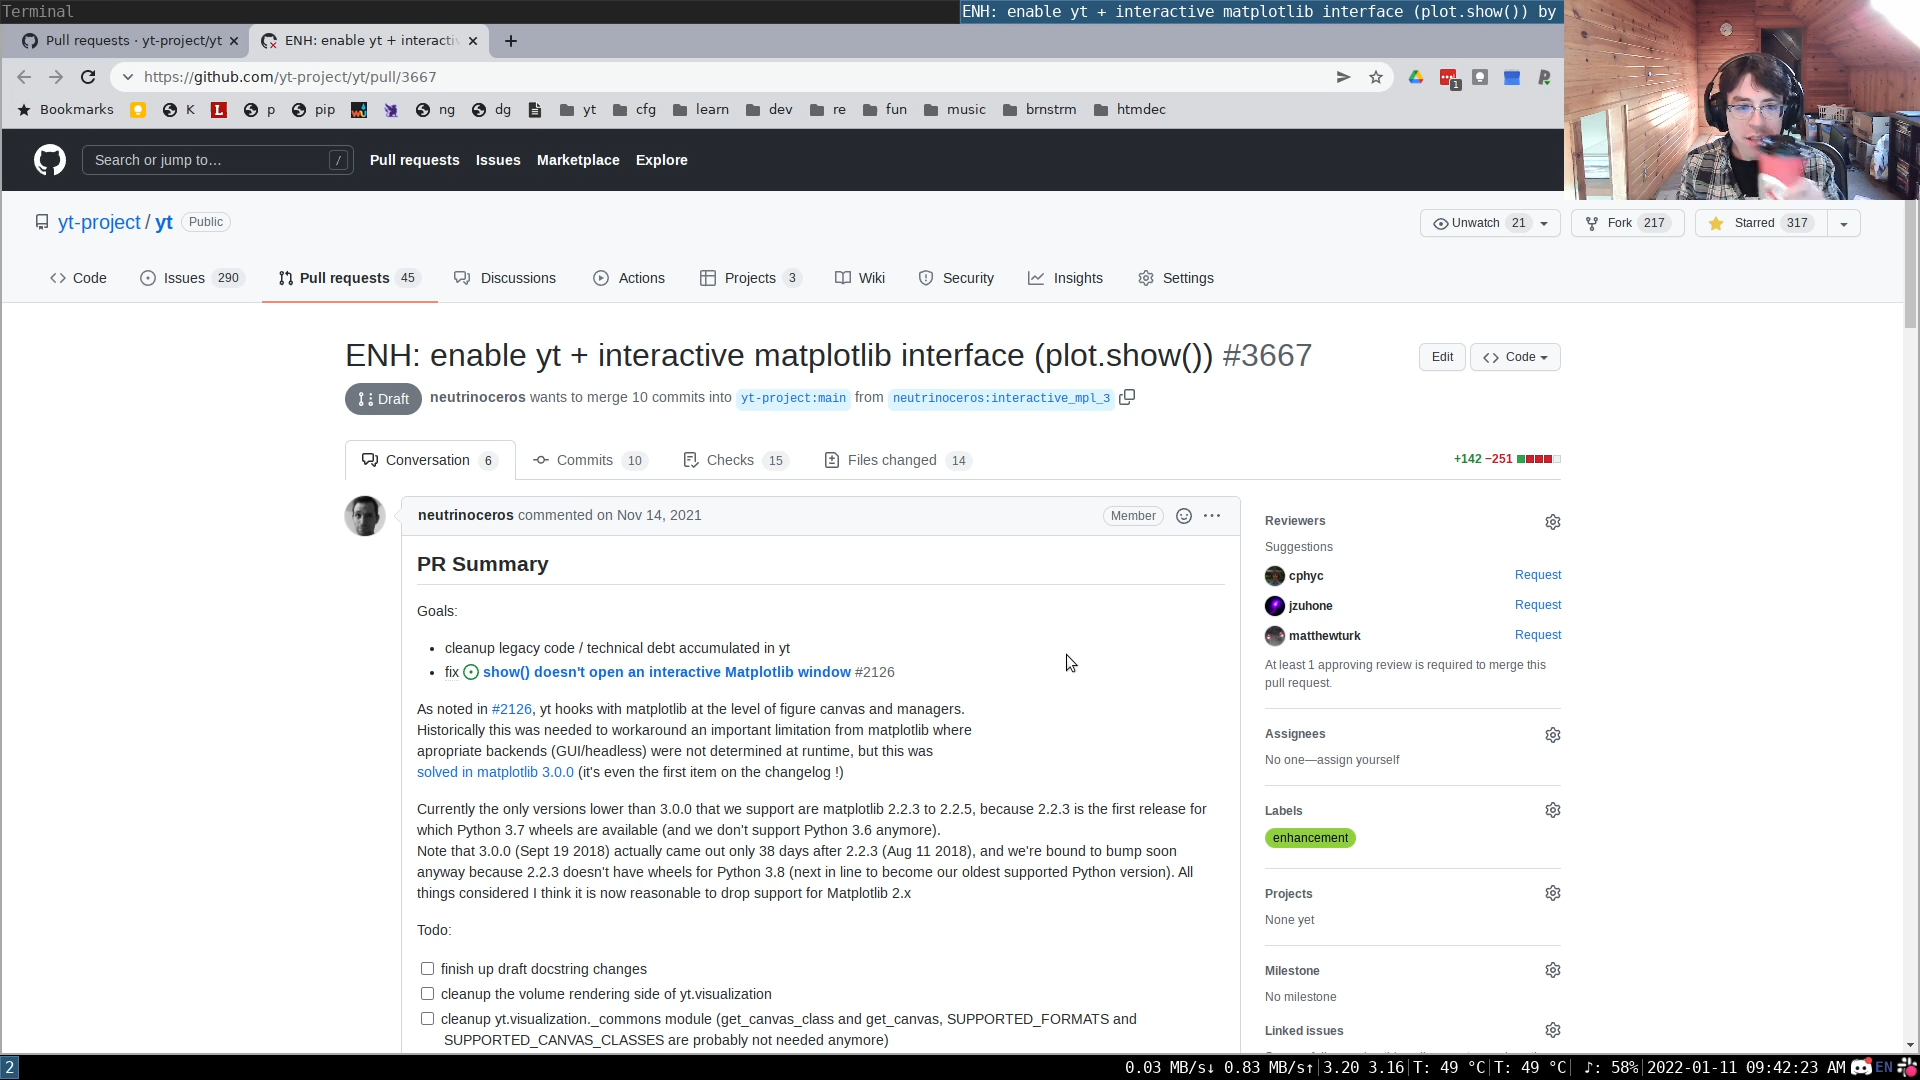 Terminal
ENH: enable yt + interactive matplotlib interface (plot.show()) by
Pull requests · yt-project/yt
ENH: enable yt + interacti
https://github.com/yt-project/yt/pull/3667
1
Bookmarks K L p pip ng dg yt cfg learn dev re fun music brnstrm htmdec
Search or jump to… / Pull requests Issues Marketplace Explore
yt-project / yt Public
Unwatch 21 Fork 217 Starred 317
Code Issues 290 Pull requests 45 Discussions Actions Projects 3 Wiki Security Insights Settings
ENH: enable yt + interactive matplotlib interface (plot.show()) #3667
Edit Code
Draft neutrinoceros wants to merge 10 commits into yt-project:main from neutrinoceros:interactive_mpl_3
Conversation 6 Commits 10 Checks 15 Files changed 14
+142 −251
neutrinoceros commented on Nov 14, 2021 Member
PR Summary
Goals:
• cleanup legacy code / technical debt accumulated in yt
• fix show() doesn't open an interactive Matplotlib window #2126
As noted in #2126, yt hooks with matplotlib at the level of figure canvas and managers.
Historically this was needed to workaround an important limitation from matplotlib where
apropriate backends (GUI/headless) were not determined at runtime, but this was
solved in matplotlib 3.0.0 (it's even the first item on the changelog !)
Currently the only versions lower than 3.0.0 that we support are matplotlib 2.2.3 to 2.2.5, because 2.2.3 is the first release for
which Python 3.7 wheels are available (and we don't support Python 3.6 anymore).
Note that 3.0.0 (Sept 19 2018) actually came out only 38 days after 2.2.3 (Aug 11 2018), and we're bound to bump soon
anyway because 2.2.3 doesn't have wheels for Python 3.8 (next in line to become our oldest supported Python version). All
things considered I think it is now reasonable to drop support for Matplotlib 2.x
Todo:
finish up draft docstring changes
cleanup the volume rendering side of yt.visualization
cleanup yt.visualization._commons module (get_canvas_class and get_canvas, SUPPORTED_FORMATS and
SUPPORTED_CANVAS_CLASSES are probably not needed anymore)
Reviewers
Suggestions
cphyc Request
jzuhone Request
matthewturk Request
At least 1 approving review is required to merge this
pull request.
Assignees
No one—assign yourself
Labels
enhancement
Projects
None yet
Milestone
No milestone
Linked issues
2
0.03 MB/s↓ 0.83 MB/s↑ 3.20 3.16 T: 49 °C T: 49 °C ♪: 58% 2022-01-11 09:42:23 AM EN